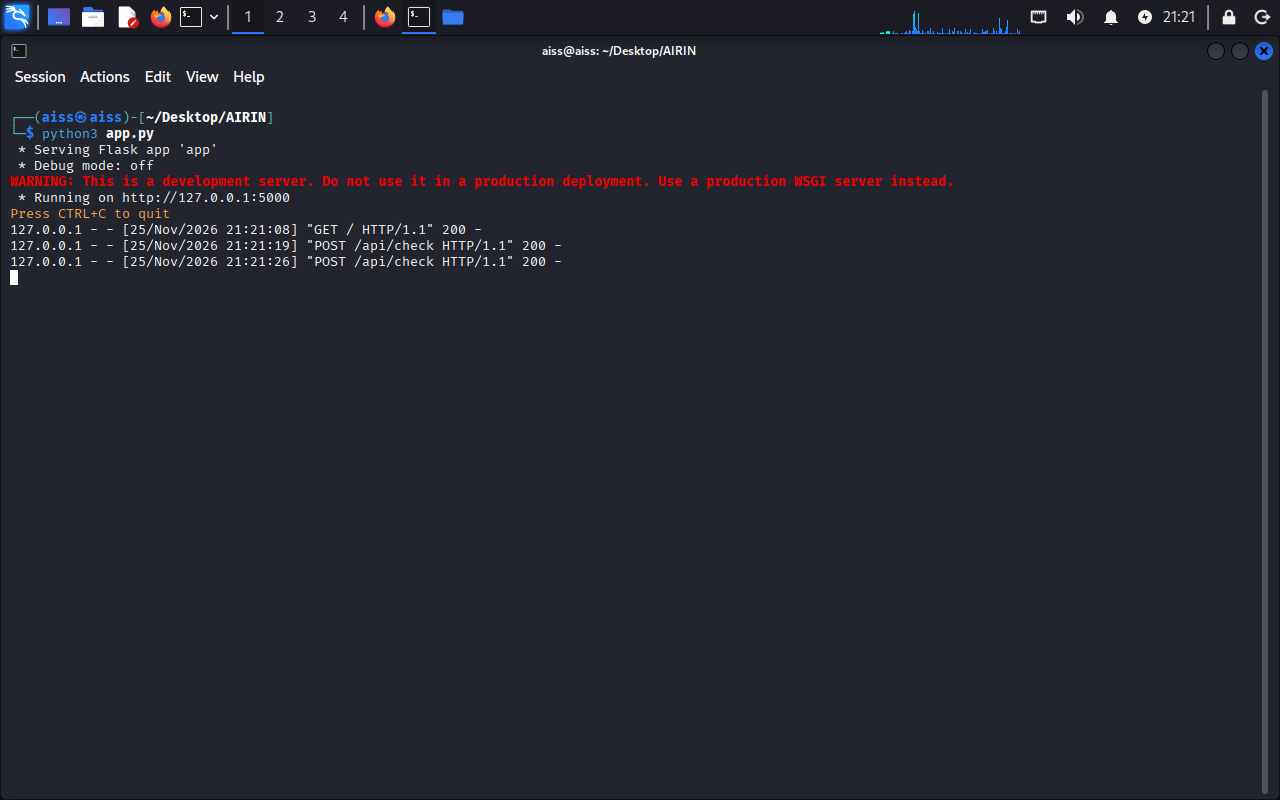 1 2 3 4 21:21
aiss@aiss: ~/Desktop/AIRIN
Session Actions Edit View Help
┌──(aiss㉿aiss)-[~/Desktop/AIRIN]
└─$ python3 app.py
 * Serving Flask app 'app'
 * Debug mode: off
WARNING: This is a development server. Do not use it in a production deployment. Use a production WSGI server instead.
 * Running on http://127.0.0.1:5000
Press CTRL+C to quit
127.0.0.1 - - [25/Nov/2026 21:21:08] "GET / HTTP/1.1" 200 -
127.0.0.1 - - [25/Nov/2026 21:21:19] "POST /api/check HTTP/1.1" 200 -
127.0.0.1 - - [25/Nov/2026 21:21:26] "POST /api/check HTTP/1.1" 200 -